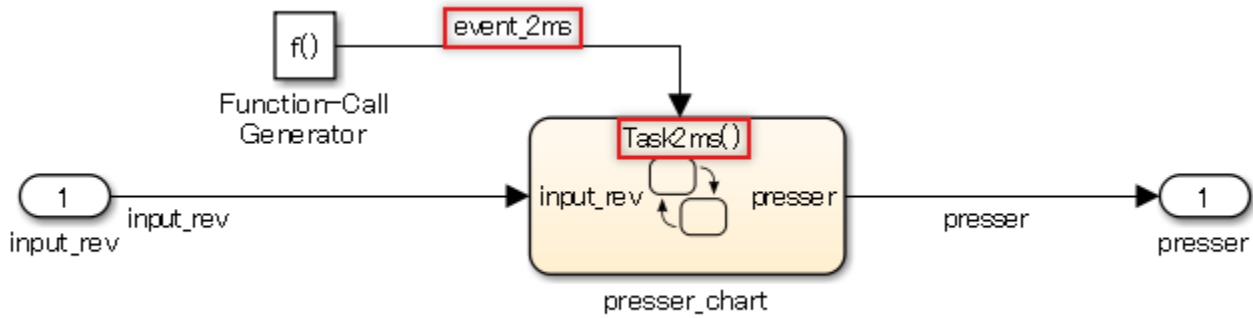 event_2ms
f()
Function-Call
Generator
Task2ms()
1
input_rev
input_rev
input_rev
presser
presser
1
presser
presser_chart